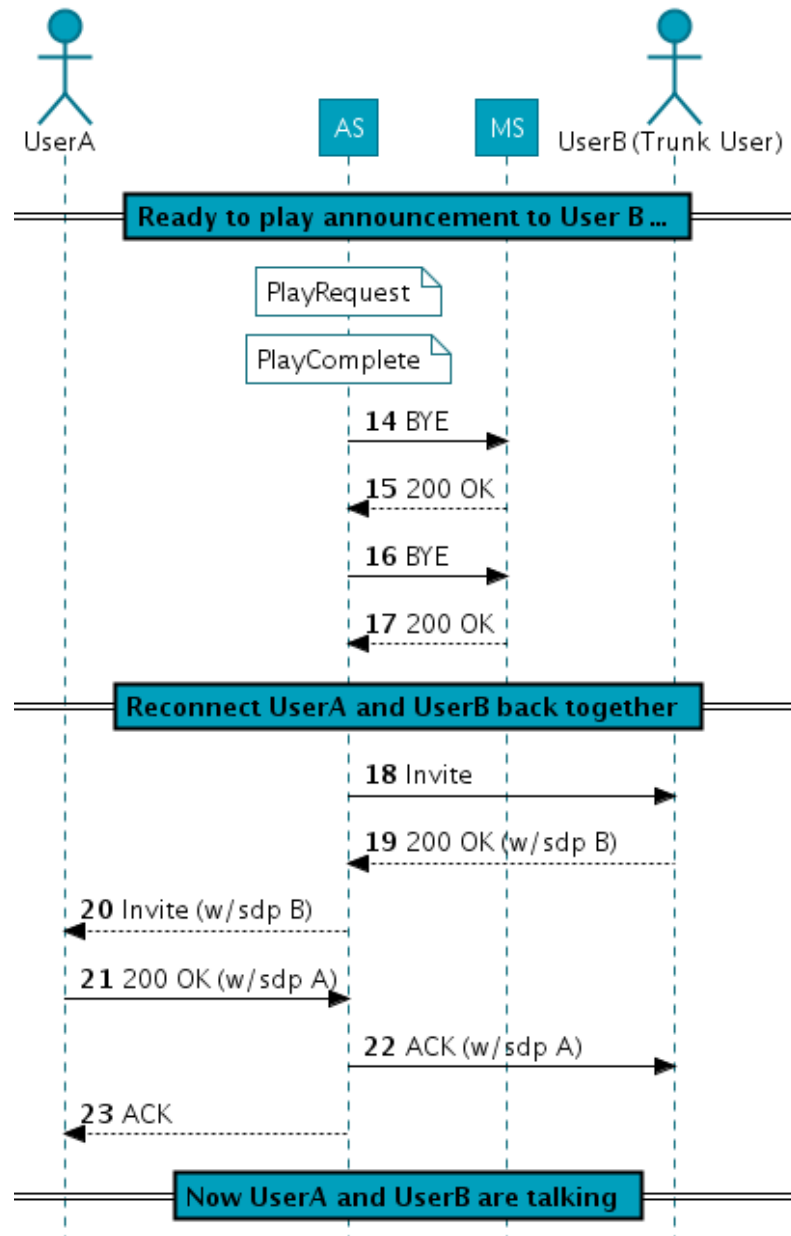 UserA
AS
MS
UserB (Trunk User)
Ready to play announcement to User B ...
PlayRequest
PlayComplete
14 BYE
15 200 OK
16 BYE
17 200 OK
Reconnect UserA and UserB back together
18 Invite
19 200 OK (w/sdp B)
20 Invite (w/sdp B)
21 200 OK (w/sdp A)
22 ACK (w/sdp A)
23 ACK
Now UserA and UserB are talking